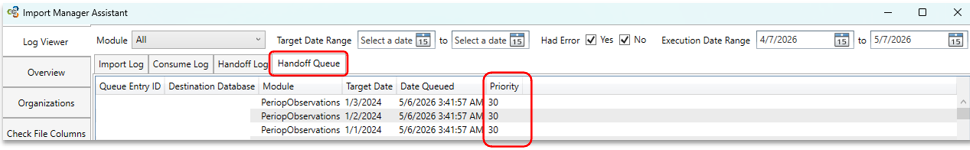 Import Manager Assistant
Log Viewer
Module All Target Date Range Select a date 15 to Select a date 15 Had Error Yes No Execution Date Range 4/7/2026 15 to 5/7/2026 15
Overview
Import Log Consume Log Handoff Log Handoff Queue
Organizations
Queue Entry ID Destination Database Module Target Date Date Queued Priority
PeriopObservations 1/3/2024 5/6/2026 3:41:57 AM 30
PeriopObservations 1/2/2024 5/6/2026 3:41:57 AM 30
Check File Columns
PeriopObservations 1/1/2024 5/6/2026 3:41:57 AM 30